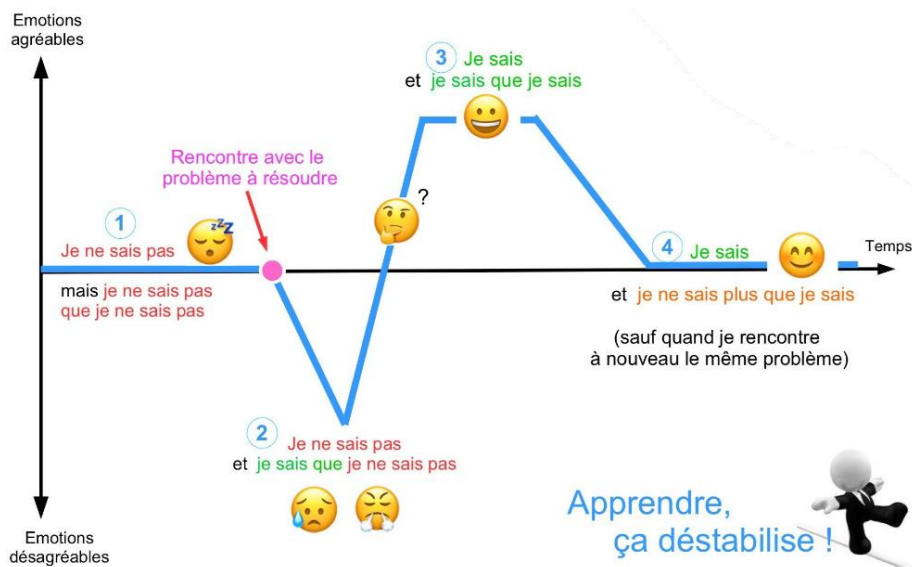 Emotions
agréables
3 Je sais
et je sais que je sais
Rencontre avec le
problème à résoudre
?
1
zzZ
Je ne sais pas
mais je ne sais pas
que je ne sais pas
4 Je sais
Temps
et je ne sais plus que je sais
(sauf quand je rencontre
à nouveau le même problème)
2 Je ne sais pas
et je sais que je ne sais pas
Emotions
désagréables
Apprendre,
ça déstabilise !